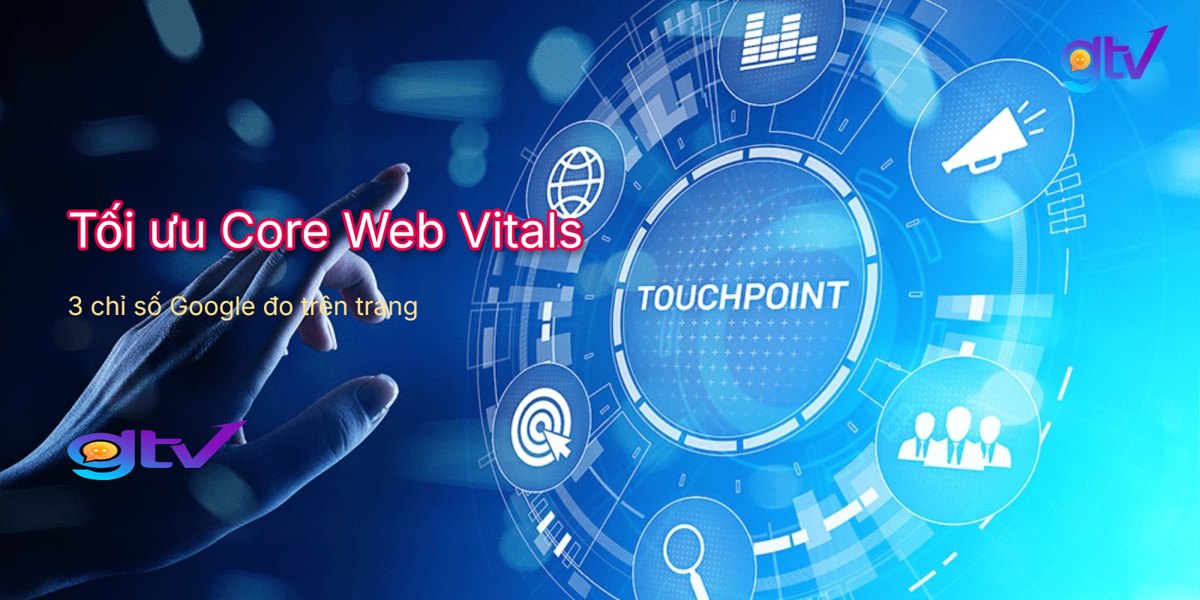 gtv
Tối ưu Core Web Vitals
3 chỉ số Google đo trên trang
TOUCHPOINT
gtv